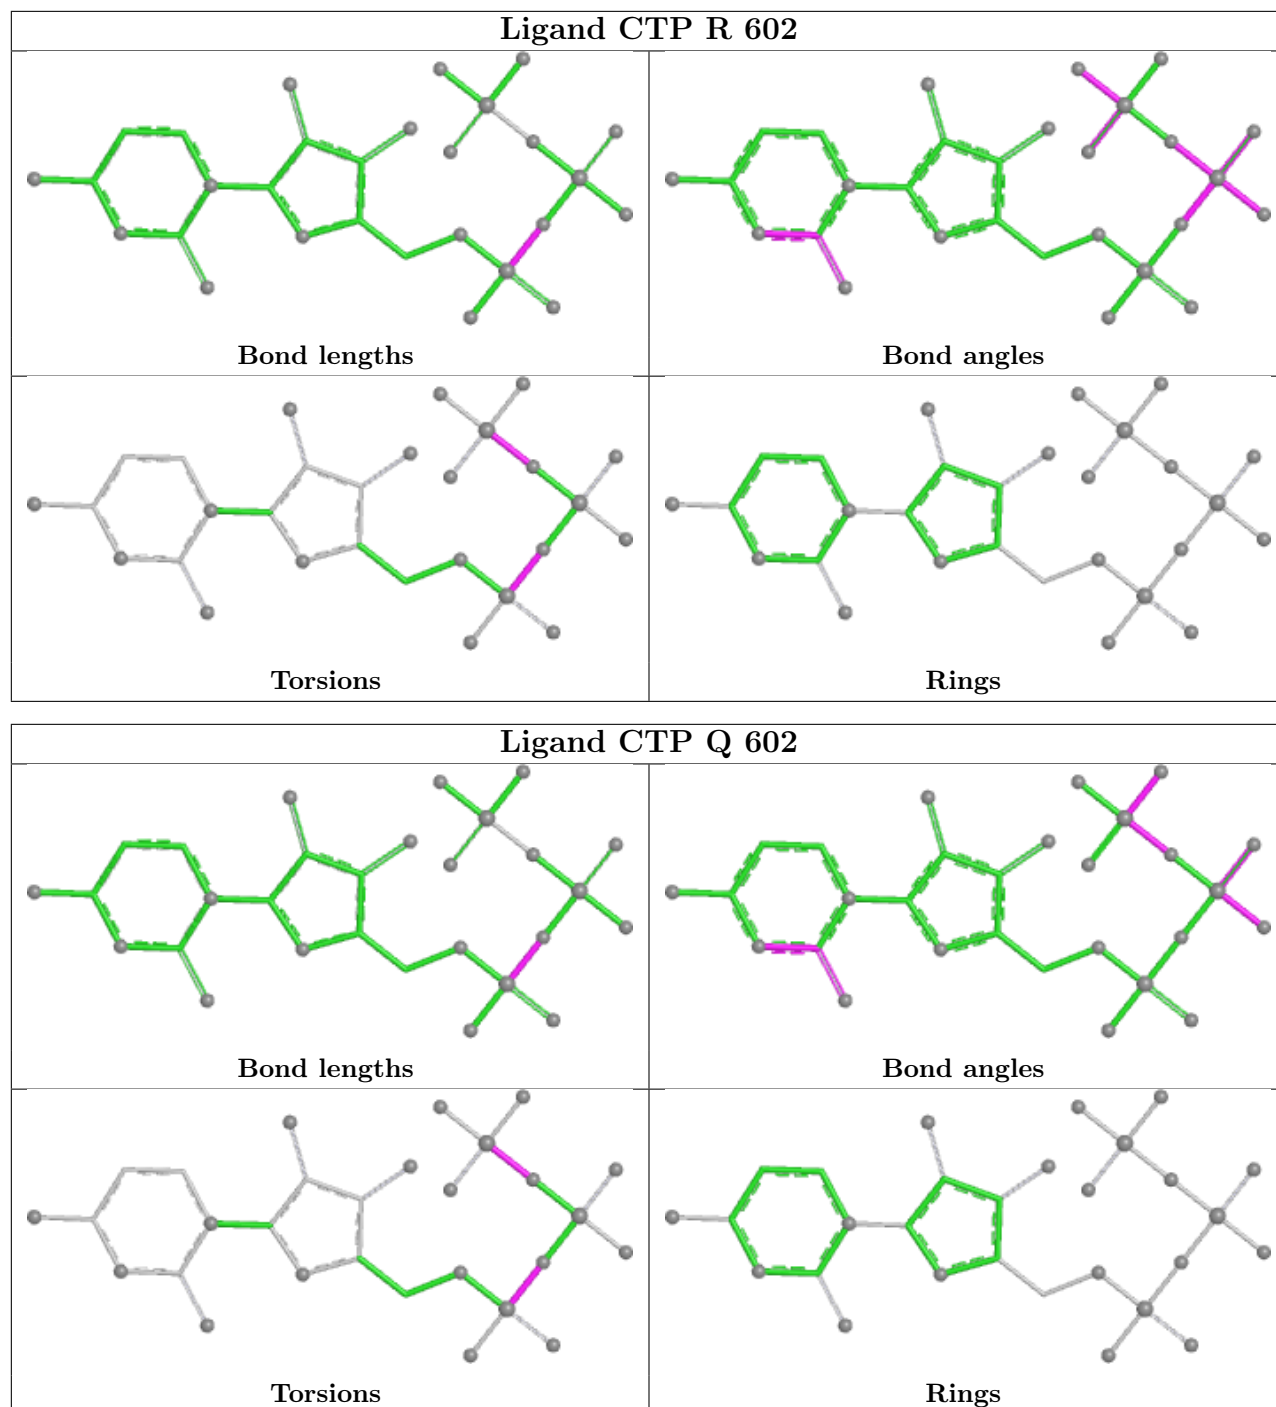 Ligand CTP R 602
Bond lengths
Bond angles
Torsions
Rings
Ligand CTP Q 602
Bond lengths
Bond angles
Torsions
Rings